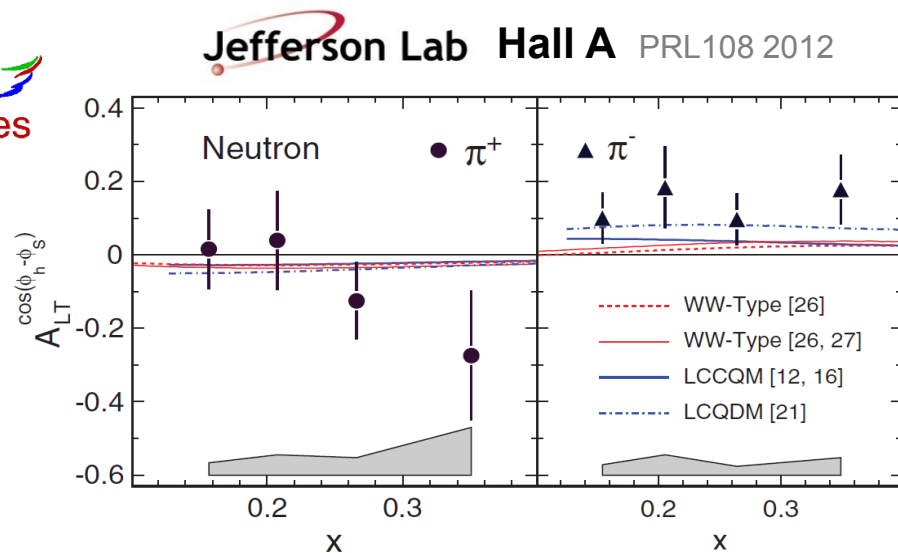 Jefferson Lab Hall A PRL108 2012
es
0.4
0.2
0
-0.2
-0.4
-0.6
A_LT^cos(ϕ_h-ϕ_S)
Neutron π⁺
π⁻
WW-Type [26]
WW-Type [26, 27]
LCCQM [12, 16]
LCQDM [21]
0.2 0.3 0.2 0.3
x x